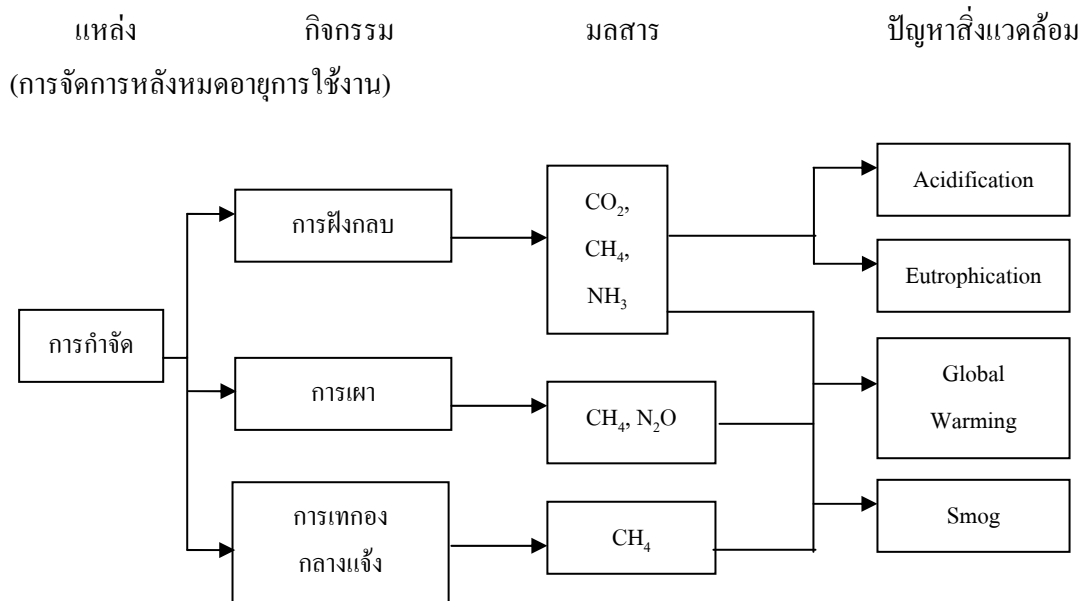 แหล่ง กิจกรรม มลสาร ปัญหาสิ่งแวดล้อม
(การจัดการหลังหมดอายุการใช้งาน)
การกำจัด
การฝังกลบ
การเผา
การเทกอง
กลางแจ้ง
CO₂,
CH₄,
NH₃
CH₄, N₂O
CH₄
Acidification
Eutrophication
Global
Warming
Smog